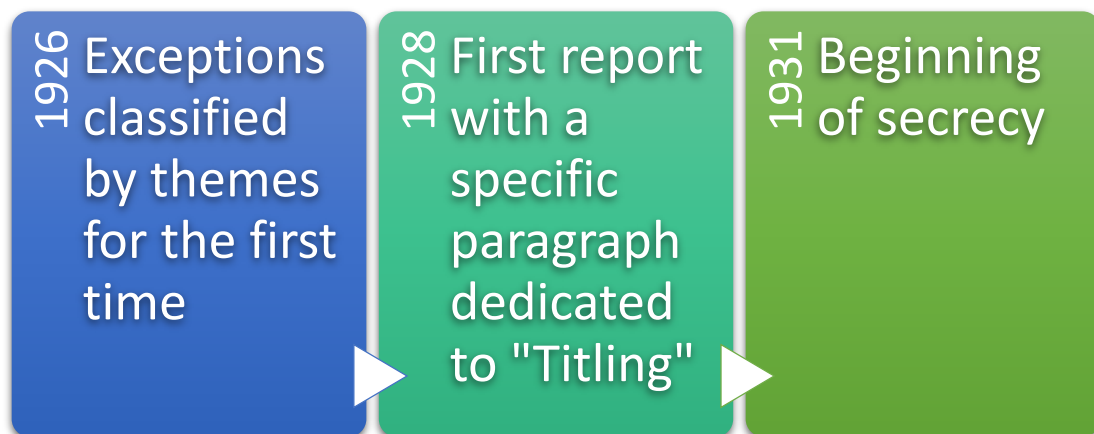 1926
Exceptions
classified
by themes
for the first
time
1928
First report
with a
specific
paragraph
dedicated
to "Titling"
1931
Beginning
of secrecy